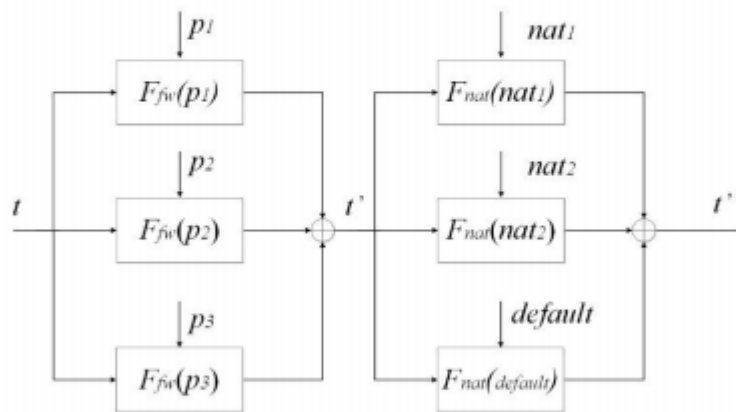 p1 nat1
Ffw(p1) Fnat(nat1)
p2 nat2
t t' t'
Ffw(p2) Fnat(nat2)
p3 default
Ffw(p3) Fnat(default)